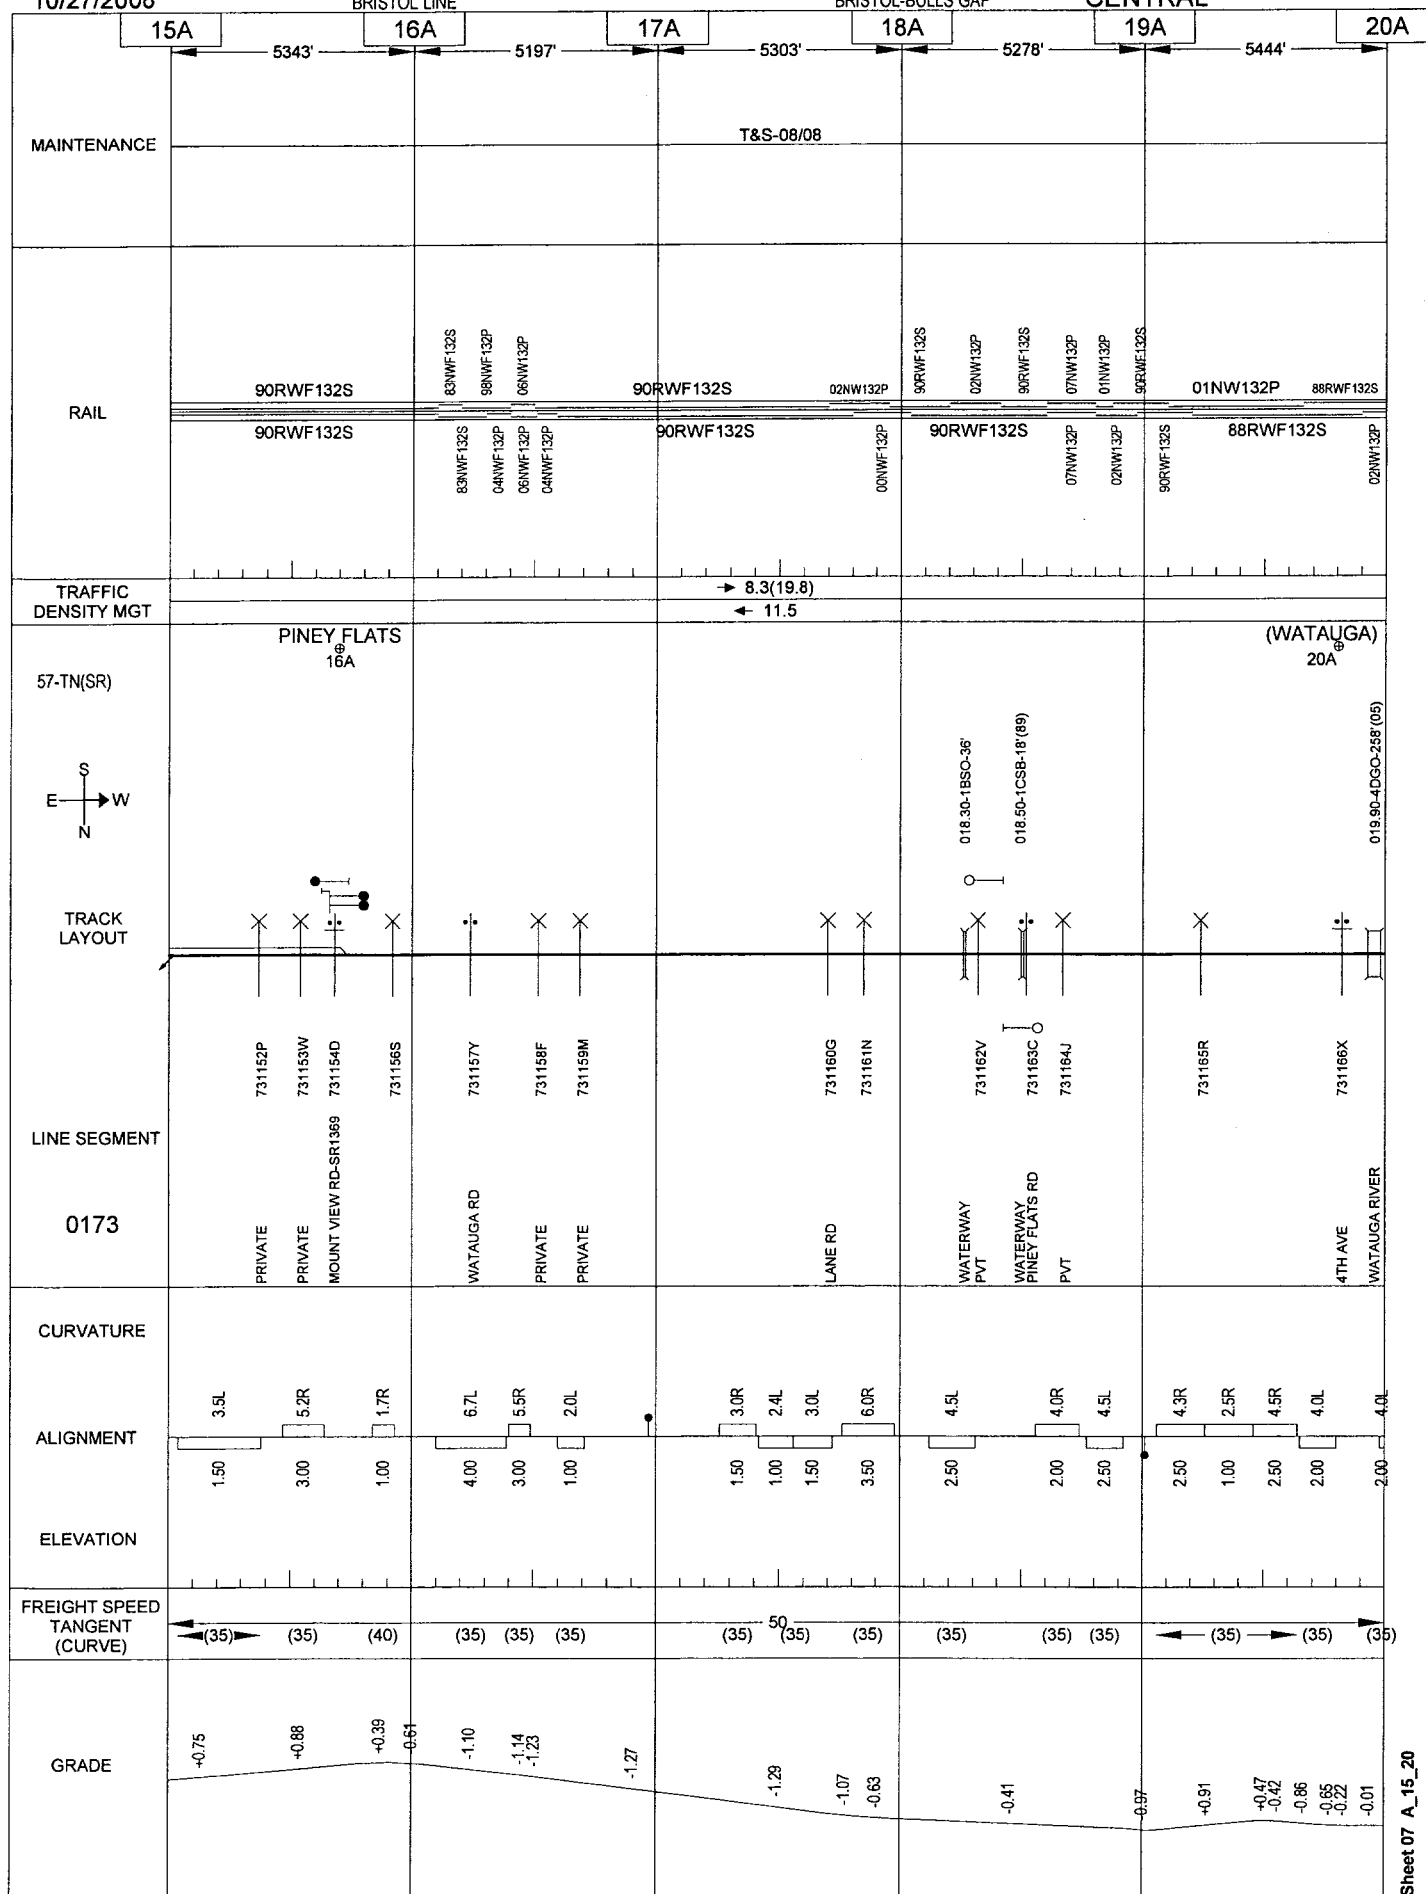 10/27/2008 BRISTOL LINE BRISTOL-BULLS GAP CENTRAL
15A 16A 17A 18A 19A 20A
5343' 5197' 5303' 5278' 5444'
MAINTENANCE
T&S-08/08
83NWF132S 98NWF132P 06NW132P 90RWF132S 02NW132P 90RWF132S 07NW132P 01NW132P 90RWF132S
90RWF132S 90RWF132S 02NW132P 01NW132P 88RWF132S
RAIL
90RWF132S 90RWF132S 90RWF132S 88RWF132S
83NWF132S 04NWF132P 06NWF132P 04NWF132P 00NWF132P 07NW132P 02NW132P 90RWF132S 02NW132P
TRAFFIC
DENSITY MGT
8.3(19.8)
11.5
PINEY FLATS (WATAUGA)
16A 20A
57-TN(SR)
S
E W
N
018.30-1BSO-36' 018.50-1CSB-18'(89) 019.90-4DGO-258'(05)
TRACK
LAYOUT
731152P 731153W 731154D 731156S 731157Y 731158F 731159M 731160G 731161N 731162V 731163C 731164J 731165R 731166X
LINE SEGMENT
0173
PRIVATE PRIVATE MOUNT VIEW RD-SR1369 WATAUGA RD PRIVATE PRIVATE LANE RD WATERWAY PVT WATERWAY PINEY FLATS RD PVT 4TH AVE WATAUGA RIVER
CURVATURE
3.5L 5.2R 1.7R 6.7L 5.5R 2.0L 3.0R 2.4L 3.0L 6.0R 4.5L 4.0R 4.5L 4.3R 2.5R 4.5R 4.0L 4.0L
ALIGNMENT
1.50 3.00 1.00 4.00 3.00 1.00 1.50 1.00 1.50 3.50 2.50 2.00 2.50 2.50 1.00 2.50 2.00 2.00
ELEVATION
FREIGHT SPEED
TANGENT
(CURVE)
50
(35) (35) (40) (35) (35) (35) (35) (35) (35) (35) (35) (35) (35) (35) (35)
GRADE
+0.75 +0.88 +0.39 -0.61 -1.10 -1.14 -1.23 -1.27 -1.29 -1.07 -0.63 -0.41 -0.97 +0.91 +0.47 -0.42 -0.86 -0.65 -0.22 -0.01
Sheet 07 A_15_20